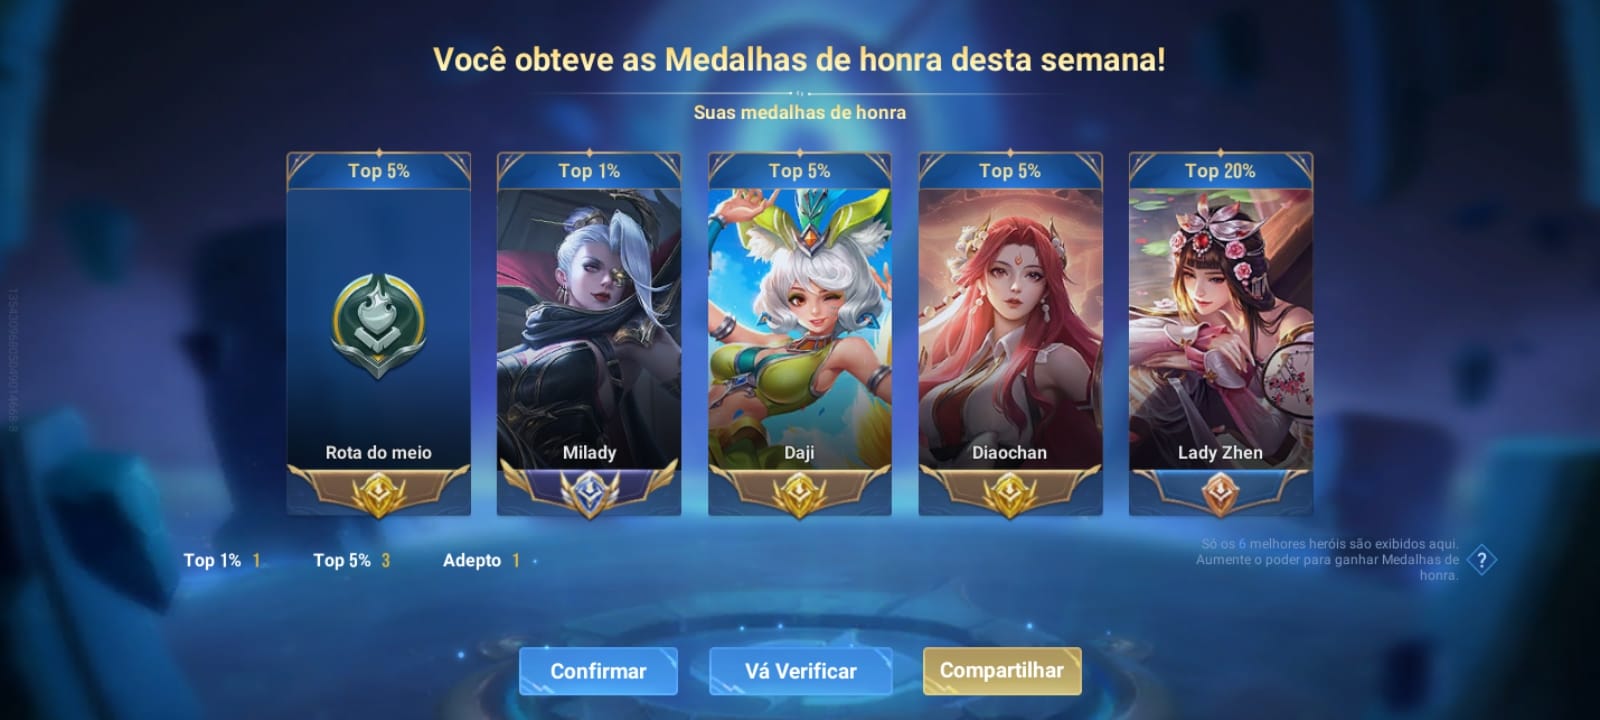 Você obteve as Medalhas de honra desta semana!
Suas medalhas de honra
Top 5%
Top 1%
Top 5%
Top 5%
Top 20%
Rota do meio
Milady
Daji
Diaochan
Lady Zhen
Top 1% 1
Top 5% 3
Adepto 1
Só os 6 melhores heróis são exibidos aqui.
Aumente o poder para ganhar Medalhas de
honra.
?
Confirmar
Vá Verificar
Compartilhar